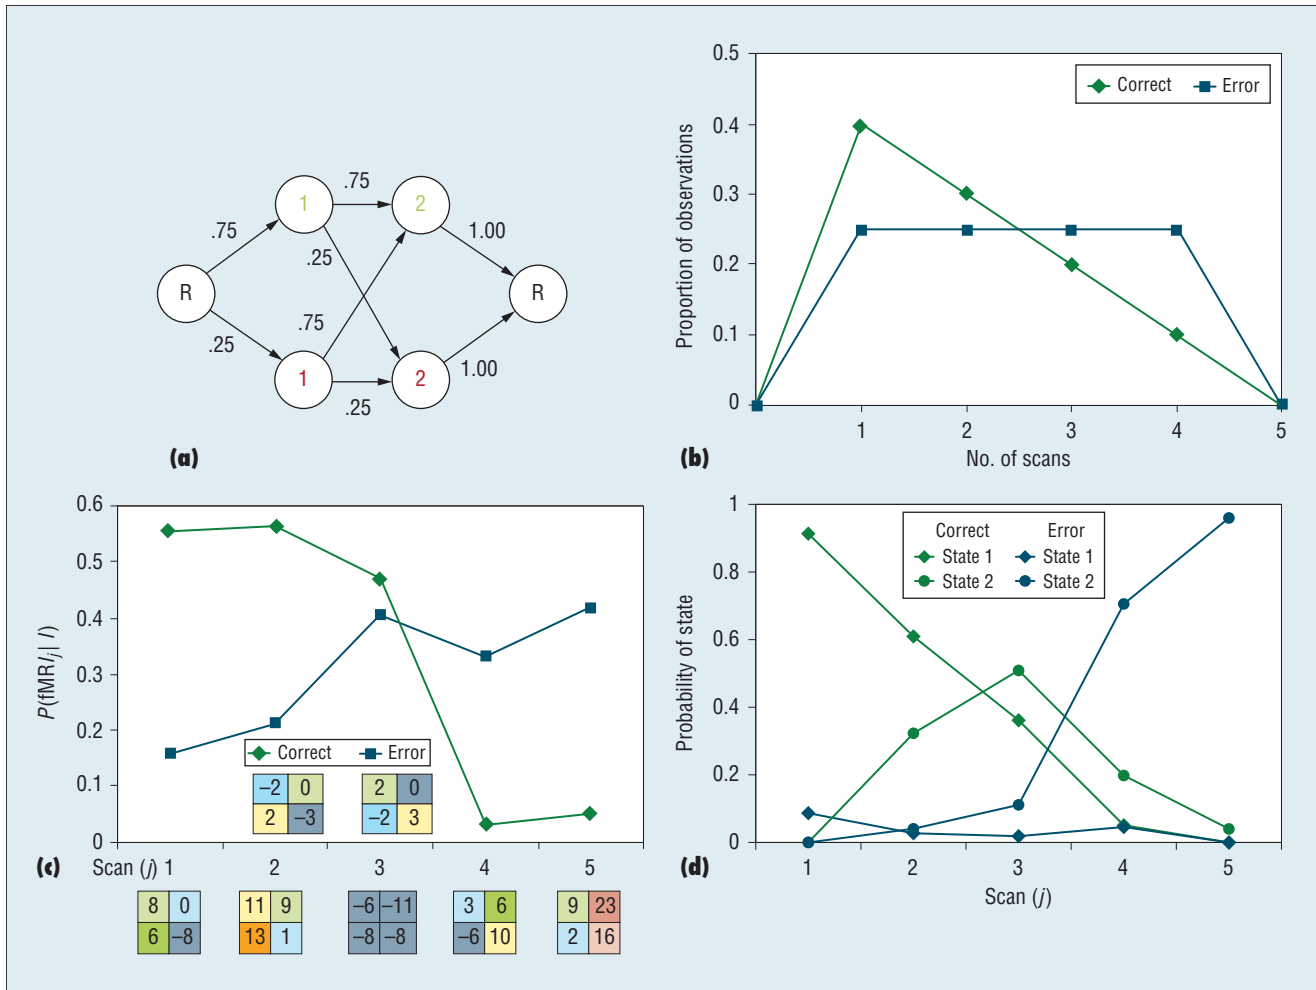 .75
1
.75
2
1.00
.25
R
R
.75
.25
1
.25
2
1.00
(a)
0.5
0.4
0.3
0.2
0.1
0
Proportion of observations
Correct Error
1 2 3 4 5
No. of scans
(b)
0.6
0.5
0.4
0.3
0.2
0.1
0
P(fMRIj| I)
Correct Error
–2 0
2 –3
2 0
–2 3
(c)
Scan (j) 1 2 3 4 5
8 0
6 –8
11 9
13 1
–6 –11
–8 –8
3 6
–6 10
9 23
2 16
1
0.8
0.6
0.4
0.2
0
Probability of state
Correct Error
State 1 State 1
State 2 State 2
1 2 3 4 5
Scan (j)
(d)